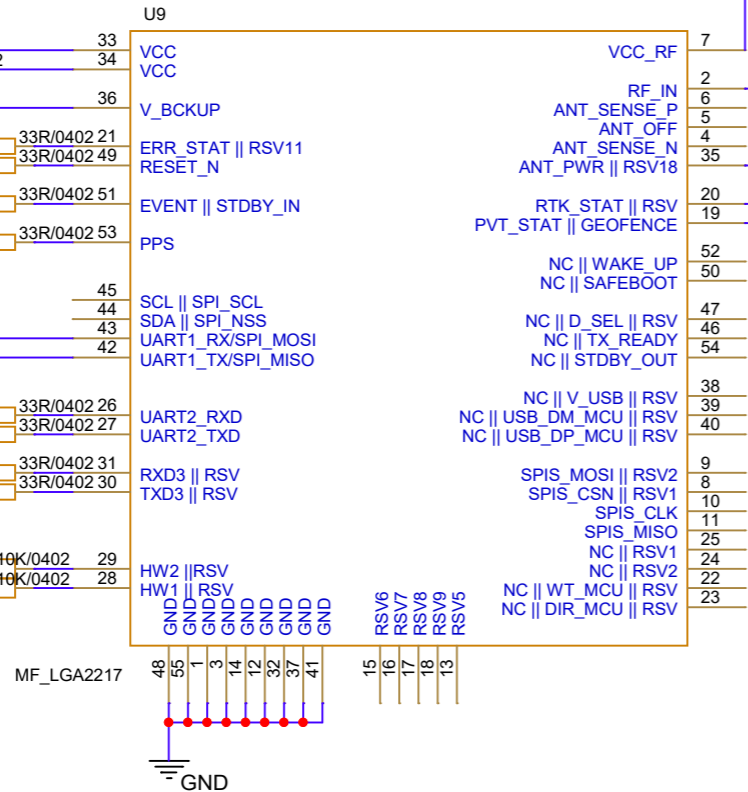 U9
33 VCC
34 VCC
36 V_BCKUP
33R/0402 21 ERR_STAT || RSV11
33R/0402 49 RESET_N
33R/0402 51 EVENT || STDBY_IN
33R/0402 53 PPS
45 SCL || SPI_SCL
44 SDA || SPI_NSS
43 UART1_RX/SPI_MOSI
42 UART1_TX/SPI_MISO
33R/0402 26 UART2_RXD
33R/0402 27 UART2_TXD
33R/0402 31 RXD3 || RSV
33R/0402 30 TXD3 || RSV
10K/0402 29 HW2 ||RSV
10K/0402 28 HW1 || RSV
VCC_RF 7
RF_IN 2
ANT_SENSE_P 6
ANT_OFF 5
ANT_SENSE_N 4
ANT_PWR || RSV18 35
RTK_STAT || RSV 20
PVT_STAT || GEOFENCE 19
NC || WAKE_UP 52
NC || SAFEBOOT 50
NC || D_SEL || RSV 47
NC || TX_READY 46
NC || STDBY_OUT 54
NC || V_USB || RSV 38
NC || USB_DM_MCU || RSV 39
NC || USB_DP_MCU || RSV 40
SPIS_MOSI || RSV2 9
SPIS_CSN || RSV1 8
SPIS_CLK 10
SPIS_MISO 11
NC || RSV1 25
NC || RSV2 24
NC || WT_MCU || RSV 22
NC || DIR_MCU || RSV 23
GND GND GND GND GND GND GND GND GND
RSV6 RSV7 RSV8 RSV9 RSV5
48 55 1 3 14 12 32 37 41
15 16 17 18 13
MF_LGA2217
GND